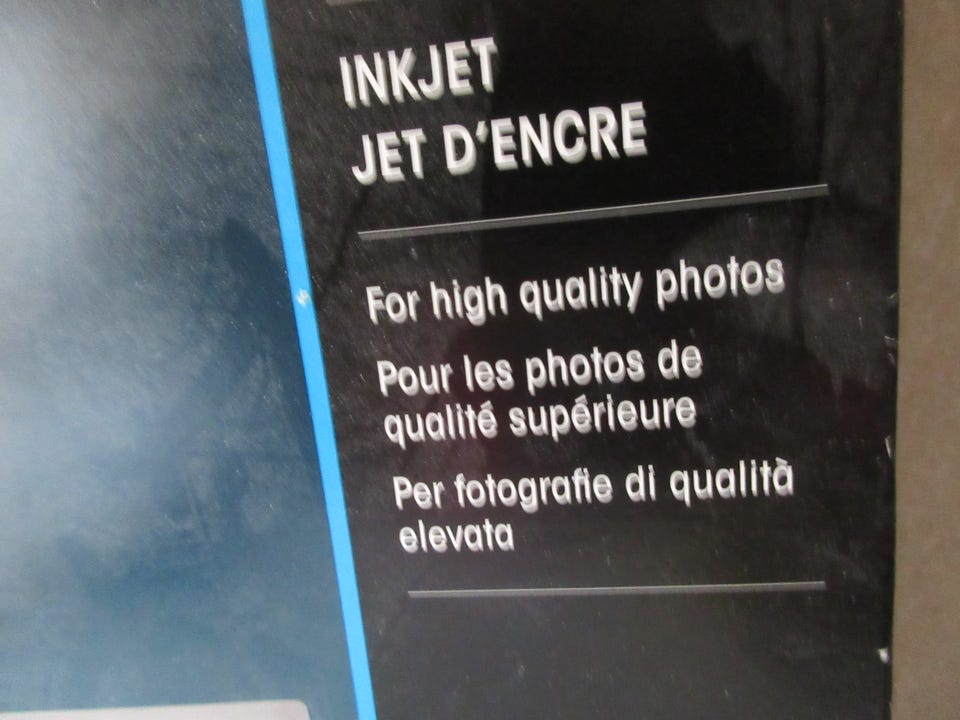 INKJET
JET D'ENCRE
For high quality photos
Pour les photos de
qualité supérieure
Per fotografie di qualità
elevata